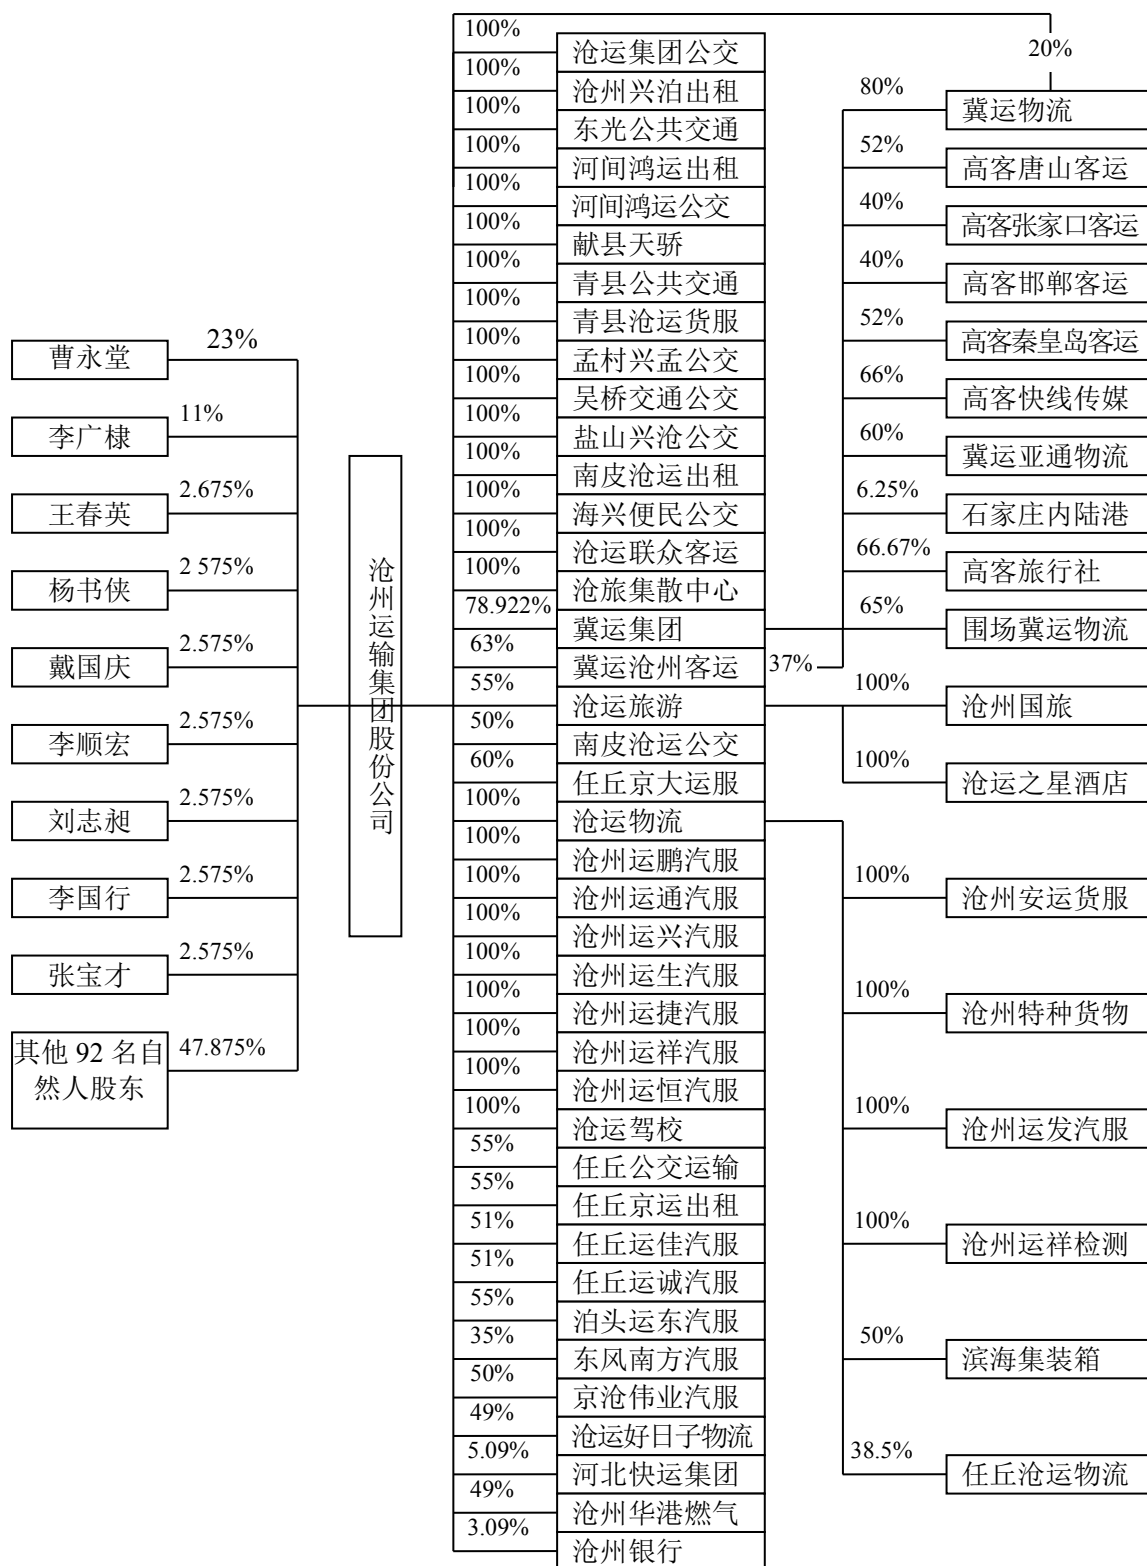 曹永堂
23%
李广棣
11%
王春英
2.675%
杨书侠
2 575%
戴国庆
2.575%
李顺宏
2.575%
刘志昶
2.575%
李国行
2.575%
张宝才
2.575%
其他 92 名自
然人股东
47.875%
沧州运输集团股份公司
100%
沧运集团公交
100%
沧州兴泊出租
100%
东光公共交通
100%
河间鸿运出租
100%
河间鸿运公交
100%
献县天骄
100%
青县公共交通
100%
青县沧运货服
100%
孟村兴孟公交
100%
吴桥交通公交
100%
盐山兴沧公交
100%
南皮沧运出租
100%
海兴便民公交
100%
沧运联众客运
100%
沧旅集散中心
78.922%
冀运集团
63%
冀运沧州客运
37%
55%
沧运旅游
50%
南皮沧运公交
60%
任丘京大运服
100%
沧运物流
100%
沧州运鹏汽服
100%
沧州运通汽服
100%
沧州运兴汽服
100%
沧州运生汽服
100%
沧州运捷汽服
100%
沧州运祥汽服
100%
沧州运恒汽服
100%
沧运驾校
55%
任丘公交运输
55%
任丘京运出租
51%
任丘运佳汽服
51%
任丘运诚汽服
55%
泊头运东汽服
35%
东风南方汽服
50%
京沧伟业汽服
49%
沧运好日子物流
5.09%
河北快运集团
49%
沧州华港燃气
3.09%
沧州银行
20%
80%
冀运物流
52%
高客唐山客运
40%
高客张家口客运
40%
高客邯郸客运
52%
高客秦皇岛客运
66%
高客快线传媒
60%
冀运亚通物流
6.25%
石家庄内陆港
66.67%
高客旅行社
65%
围场冀运物流
100%
沧州国旅
100%
沧运之星酒店
100%
沧州安运货服
100%
沧州特种货物
100%
沧州运发汽服
100%
沧州运祥检测
50%
滨海集装箱
38.5%
任丘沧运物流